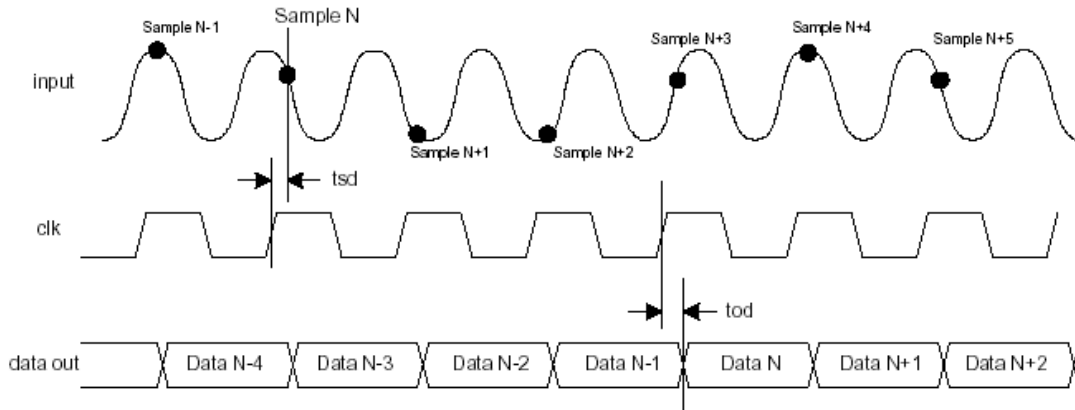 Sample N
Sample N-1
Sample N+3
Sample N+4
Sample N+5
input
Sample N+1
Sample N+2
tsd
clk
tod
data out
Data N-4
Data N-3
Data N-2
Data N-1
Data N
Data N+1
Data N+2